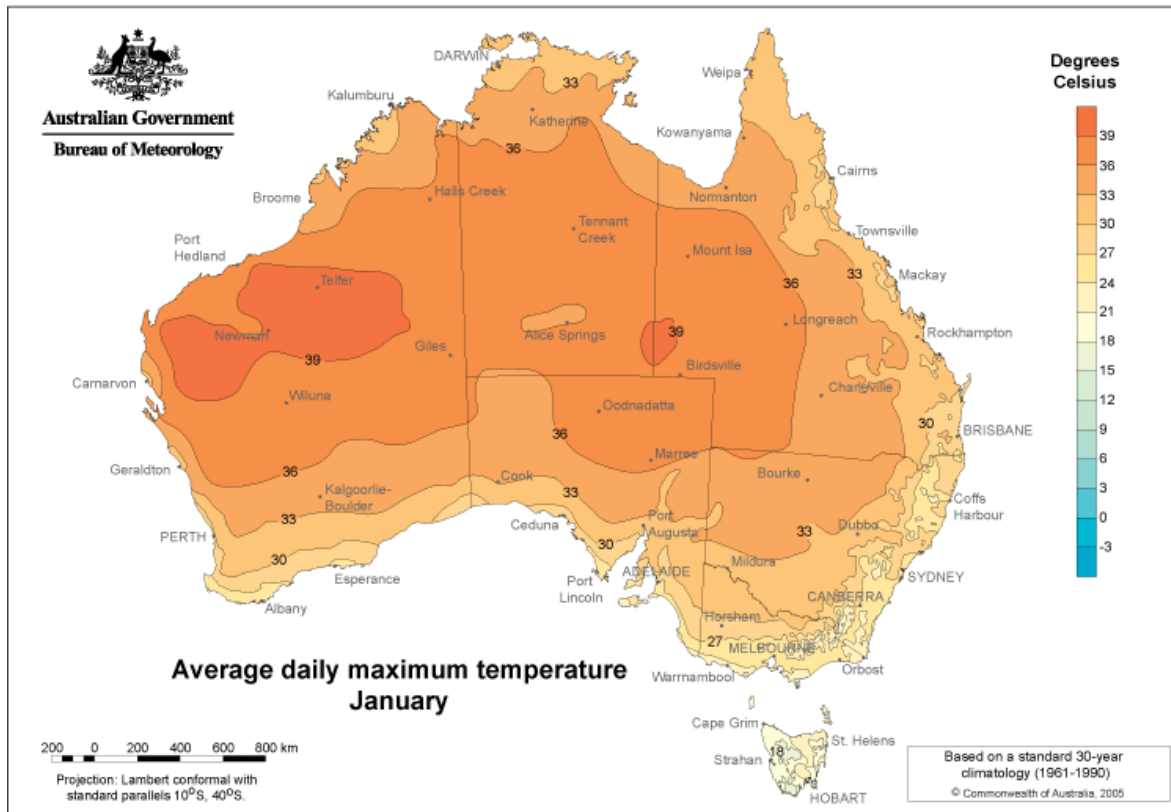 Australian Government
Bureau of Meteorology
DARWIN
33
Katherine
Kalumburu
36
Weipa
Kowanyama
Cairns
Normanton
Broome
Halls Creek
Port
Hedland
Tennant
Creek
Townsville
Mount Isa
33
Mackay
36
Telfer
Newman
39
Giles
Alice Springs
39
Longreach
Rockhampton
Birdsville
Carnarvon
Wiluna
Oodnadatta
Charleville
36
30
BRISBANE
Geraldton
36
Marree
Bourke
Kalgoorlie-
Boulder
Cook
33
Coffs
Harbour
33
PERTH
Ceduna
Port
Augusta
33
Dubbo
30
Esperance
30
Mildura
SYDNEY
Albany
Port
Lincoln
ADELAIDE
CANBERRA
Horsham
27
MELBOURNE
Orbost
Warrnambool
Cape Grim
St. Helens
18
Strahan
HOBART
Degrees
Celsius
39
36
33
30
27
24
21
18
15
12
9
6
3
0
-3
Average daily maximum temperature
January
200 0 200 400 600 800 km
Projection: Lambert conformal with
standard parallels 10°S, 40°S.
Based on a standard 30-year
climatology (1961-1990)
© Commonwealth of Australia, 2005